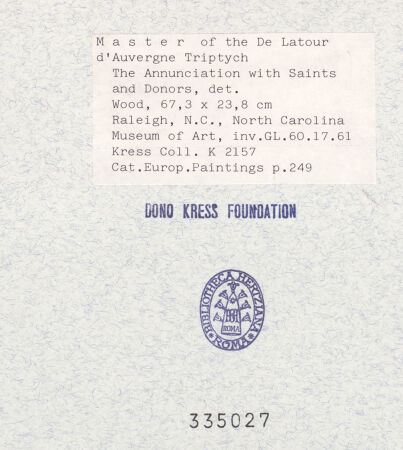 M a s t e r  of the De Latour
d'Auvergne Triptych
The Annunciation with Saints
and Donors, det.
Wood, 67,3 x 23,8 cm
Raleigh, N.C., North Carolina
Museum of Art, inv.GL.60.17.61
Kress Coll. K 2157
Cat.Europ.Paintings p.249
DONO KRESS FOUNDATION
BIBLIOTHECA HERTZIANA
ROMA
ROMA
335027